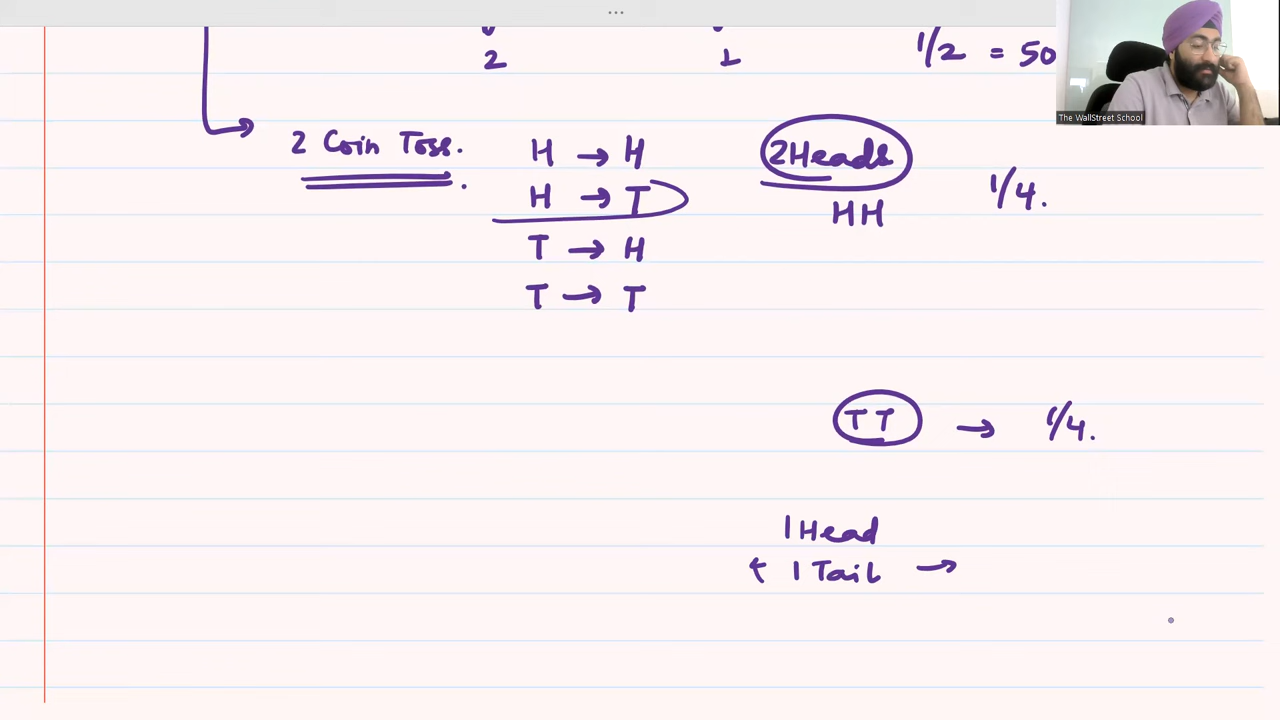 2 1 1/2 = 50
The WallStreet School
2 Coin Toss.
H → H
H → T
T → H
T → T
2Heads
HH
1/4.
TT → 1/4.
1 Head
& 1 Tail →